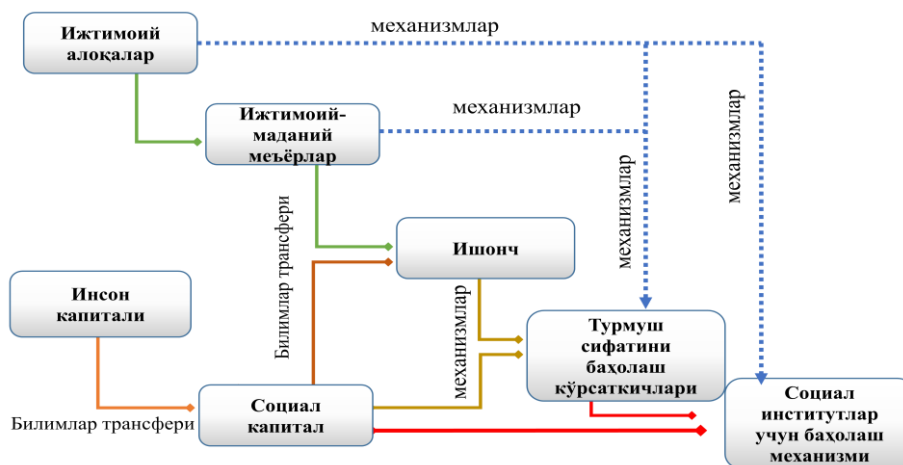 механизмлар
Ижтимоий
алоқалар
механизмлар
Ижтимоий-
маданий
меъёрлар
механизмлар
механизмлар
Билимлар трансфери
Ишонч
Инсон
капитали
механизмлар
Турмуш
сифатини
баҳолаш
кўрсаткичлари
Социал
капитал
Билимлар трансфери
Социал
институтлар
учун баҳолаш
механизми